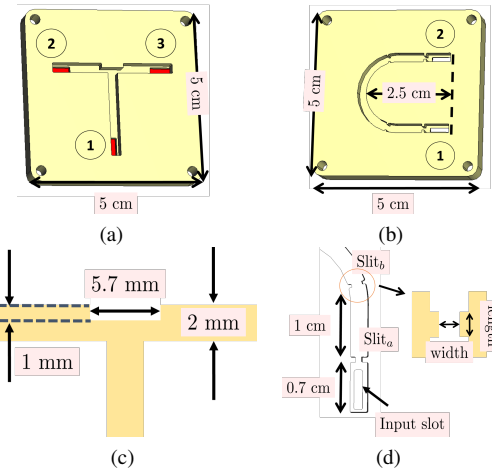 2
3
1
5 cm
5 cm
(a)
2
2.5 cm
1
5 cm
5 cm
(b)
5.7 mm
2 mm
1 mm
(c)
Slit_b
1 cm
Slit_a
0.7 cm
width
Input slot
(d)